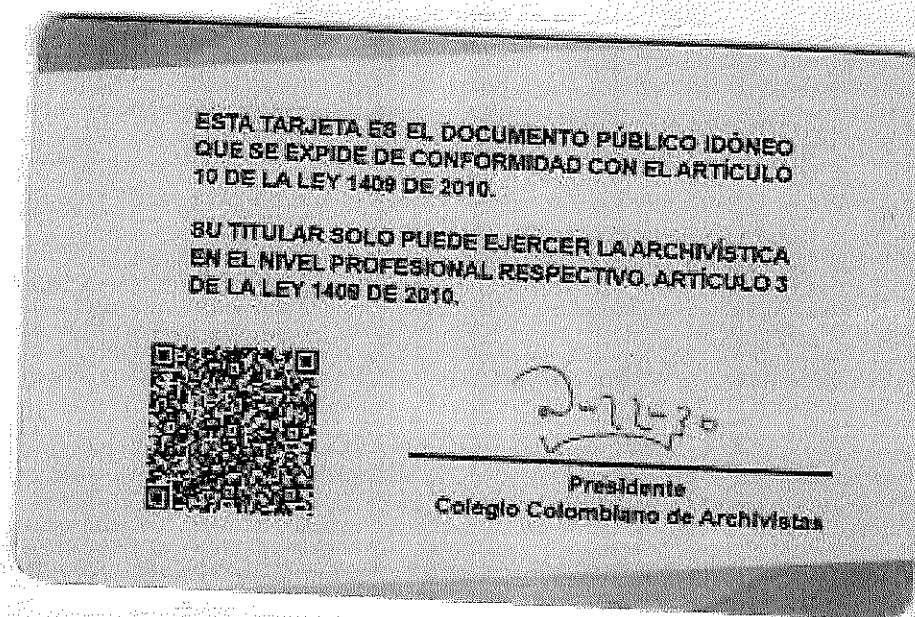 ESTA TARJETA ES EL DOCUMENTO PÚBLICO IDÓNEO
QUE SE EXPIDE DE CONFORMIDAD CON EL ARTÍCULO
10 DE LA LEY 1409 DE 2010.
SU TITULAR SOLO PUEDE EJERCER LA ARCHIVÍSTICA
EN EL NIVEL PROFESIONAL RESPECTIVO. ARTÍCULO 3
DE LA LEY 1409 DE 2010.
Presidente
Colegio Colombiano de Archivistas